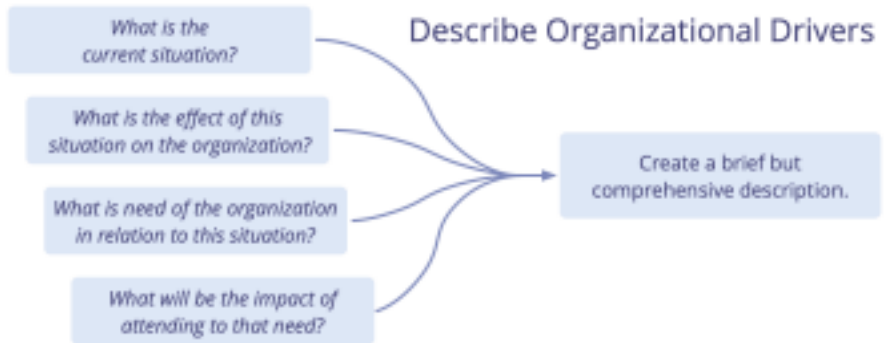 Describe Organizational Drivers
What is the
current situation?
What is the effect of this
situation on the organization?
What is need of the organization
in relation to this situation?
What will be the impact of
attending to that need?
Create a brief but
comprehensive description.